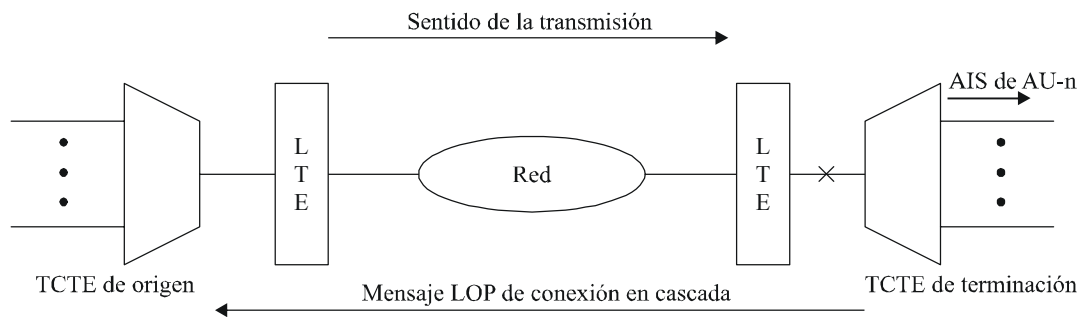 Sentido de la transmisión
AIS de AU-n
L
T
E
Red
L
T
E
TCTE de origen
TCTE de terminación
Mensaje LOP de conexión en cascada